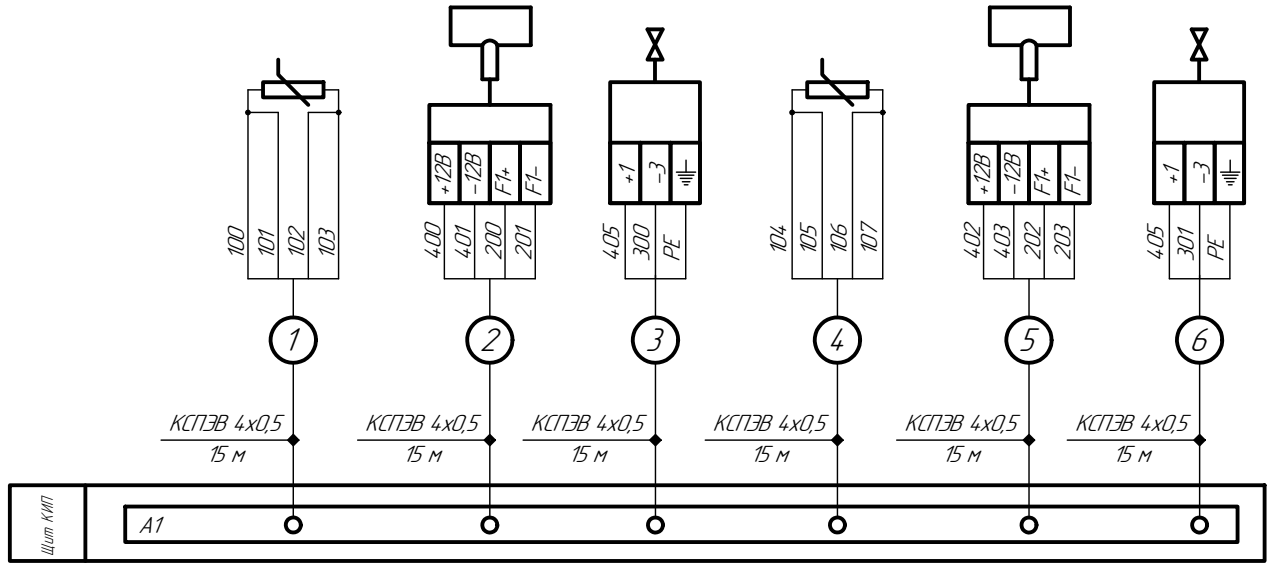 +12В -12В F1+ F1-
+1 -3
+12В -12В F1+ F1-
+1 -3
100 101 102 103
400 401 200 201
405 300 PE
104 105 106 107
402 403 202 203
405 301 PE
1 2 3 4 5 6
КСПЭВ 4х0,5 КСПЭВ 4х0,5 КСПЭВ 4х0,5 КСПЭВ 4х0,5 КСПЭВ 4х0,5 КСПЭВ 4х0,5
15 м 15 м 15 м 15 м 15 м 15 м
Щит КИП
А1